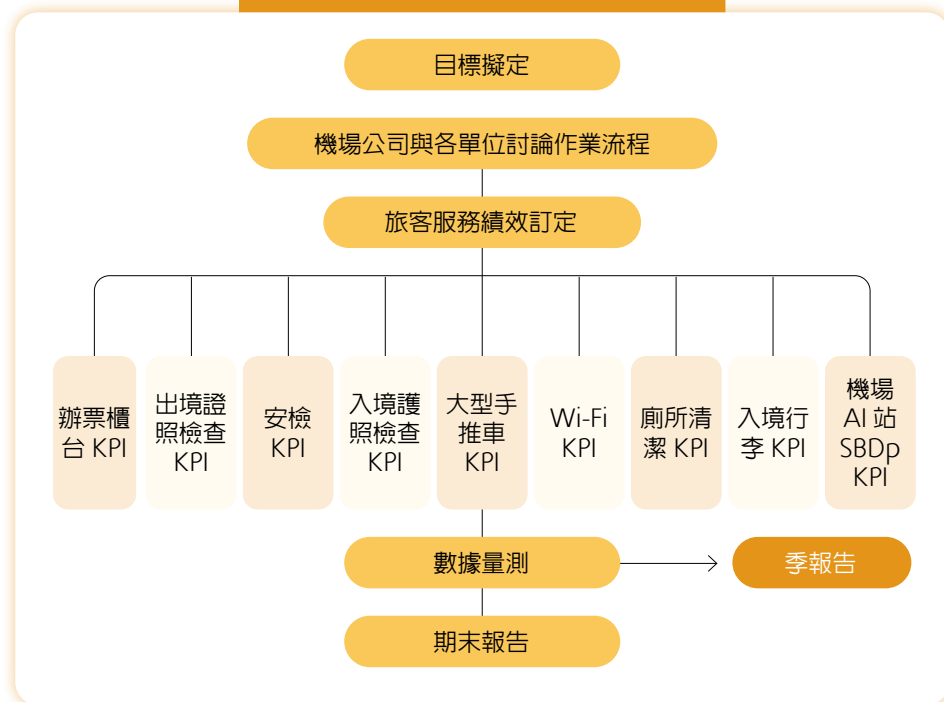 目標擬定
機場公司與各單位討論作業流程
旅客服務績效訂定
辦票櫃
台 KPI
出境證
照檢查
KPI
安檢
KPI
入境護
照檢查
KPI
大型手
推車
KPI
Wi-Fi
KPI
廁所清
潔 KPI
入境行
李 KPI
機場
AI 站
SBDp
KPI
數據量測
季報告
期末報告